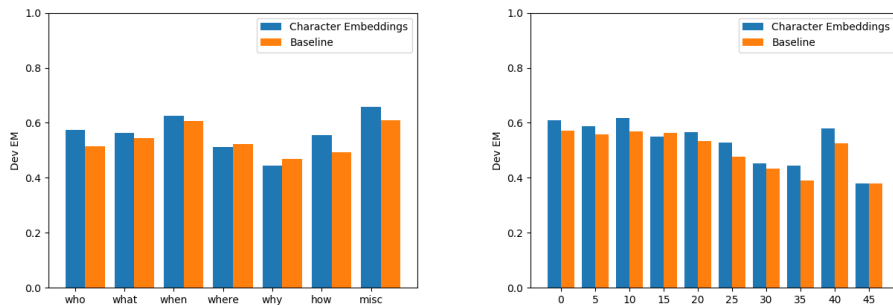 1.0
0.8
0.6
0.4
0.2
0.0
Dev EM
Character Embeddings
Baseline
who what when where why how misc
1.0
0.8
0.6
0.4
0.2
0.0
Dev EM
Character Embeddings
Baseline
0 5 10 15 20 25 30 35 40 45